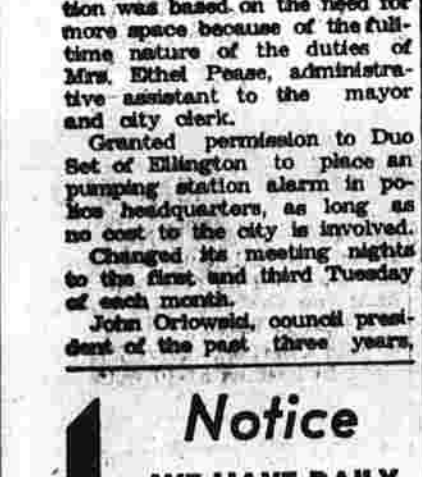 tion was based on the need for
more space because of the full-
time nature of the duties of
Mrs. Ethel Pease, administra-
tive assistant to the mayor
and city clerk.
Granted permission to Duo
Set of Ellington to place an
pumping station alarm in po-
lice headquarters, as long as
no cost to the city is involved.
Changed its meeting nights
to the first and third Tuesday
of each month.
John Orlowski, council presi-
dent of the past three years,
Notice
WE HAVE DAILY